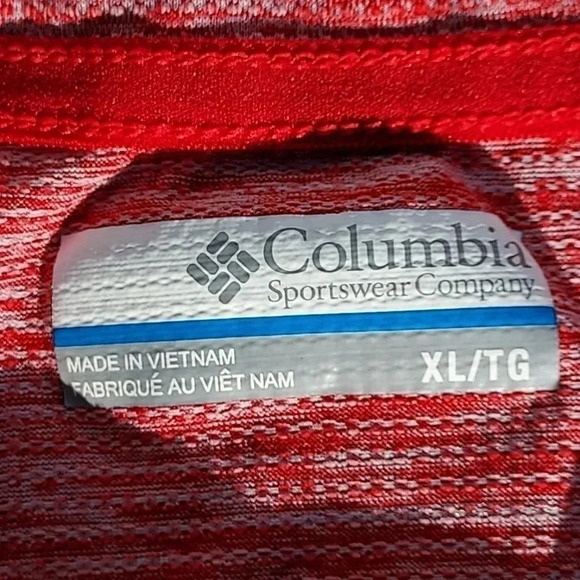 Columbia
Sportswear Company
MADE IN VIETNAM
FABRIQUÉ AU VIÊT NAM
XL/TG